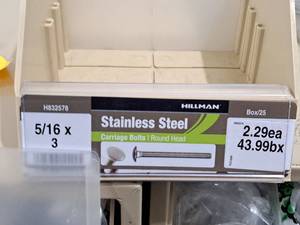 H832578
5/16 x
3
HILLMAN
Stainless Steel
Carriage Bolts | Round Head
Box/25
2.29ea
43.99bx